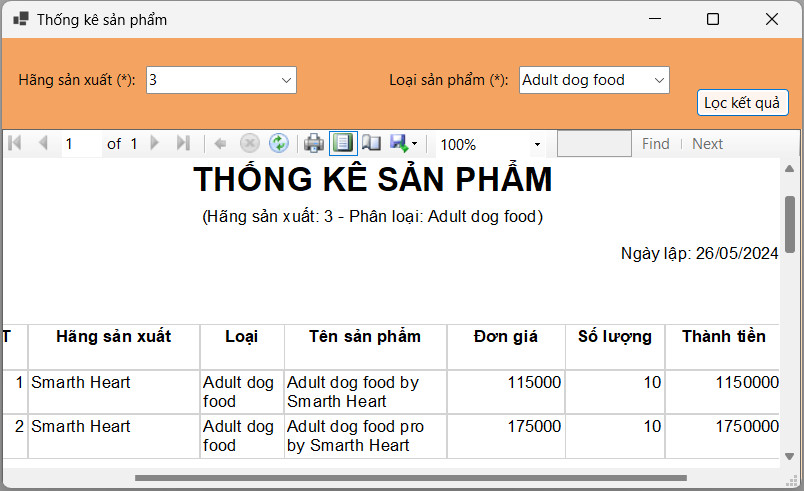 Thống kê sản phẩm
Hãng sản xuất (*): 3 Loại sản phẩm (*): Adult dog food
Lọc kết quả
1 of 1 100% Find Next
THỐNG KÊ SẢN PHẨM
(Hãng sản xuất: 3 - Phân loại: Adult dog food)
Ngày lập: 26/05/2024
T Hãng sản xuất Loại Tên sản phẩm Đơn giá Số lượng Thành tiền
1 Smarth Heart Adult dog Adult dog food by 115000 10 1150000
food Smarth Heart
2 Smarth Heart Adult dog Adult dog food pro 175000 10 1750000
food by Smarth Heart